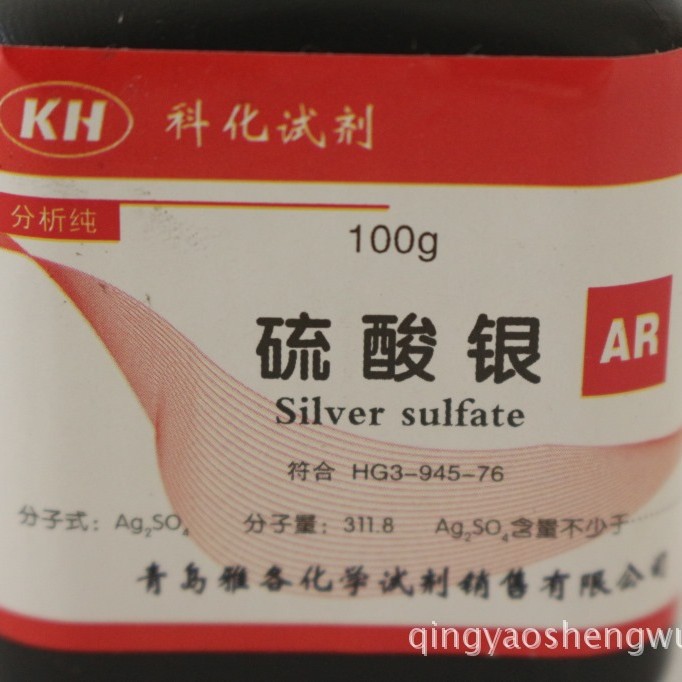 KH 科化试剂
分析纯
100g
硫酸银
AR
Silver sulfate
符合 HG3-945-76
分子式: Ag₂SO₄ 分子量: 311.8 Ag₂SO₄含量不少于
青岛雅各化学试剂销售有限公司
qingyaoshengwu